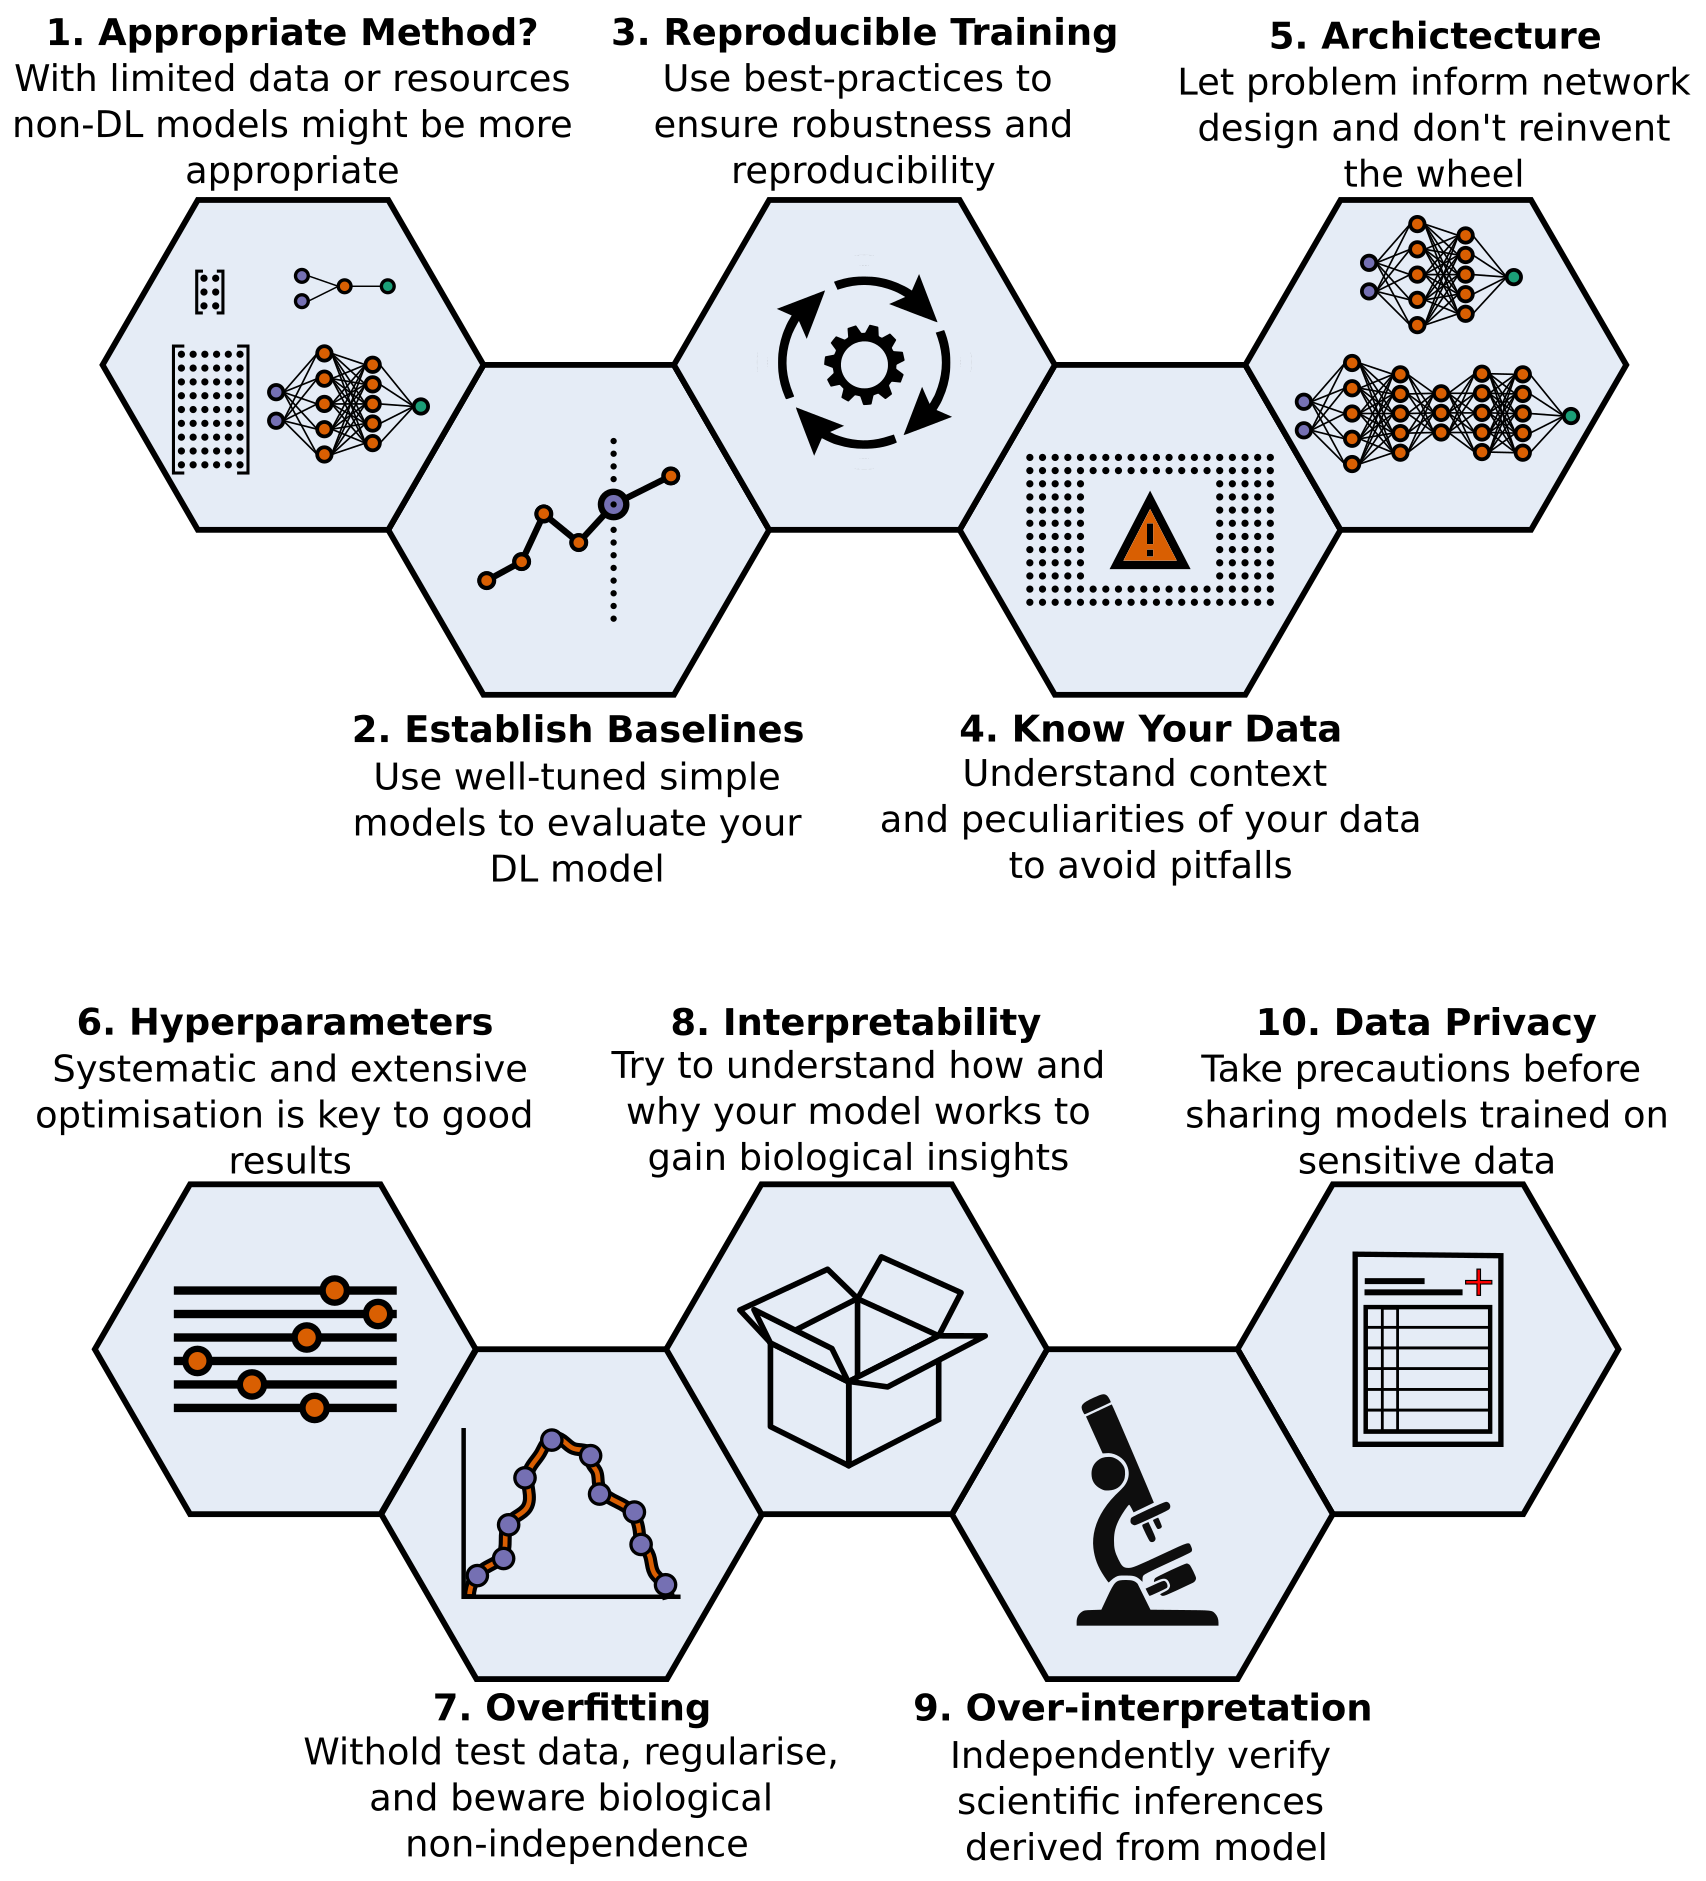 1. Appropriate Method?
With limited data or resources
non-DL models might be more
appropriate
2. Establish Baselines
Use well-tuned simple
models to evaluate your
DL model
3. Reproducible Training
Use best-practices to
ensure robustness and
reproducibility
4. Know Your Data
Understand context
and peculiarities of your data
to avoid pitfalls
5. Archictecture
Let problem inform network
design and don't reinvent
the wheel
6. Hyperparameters
Systematic and extensive
optimisation is key to good
results
7. Overfitting
Withold test data, regularise,
and beware biological
non-independence
8. Interpretability
Try to understand how and
why your model works to
gain biological insights
9. Over-interpretation
Independently verify
scientific inferences
derived from model
10. Data Privacy
Take precautions before
sharing models trained on
sensitive data